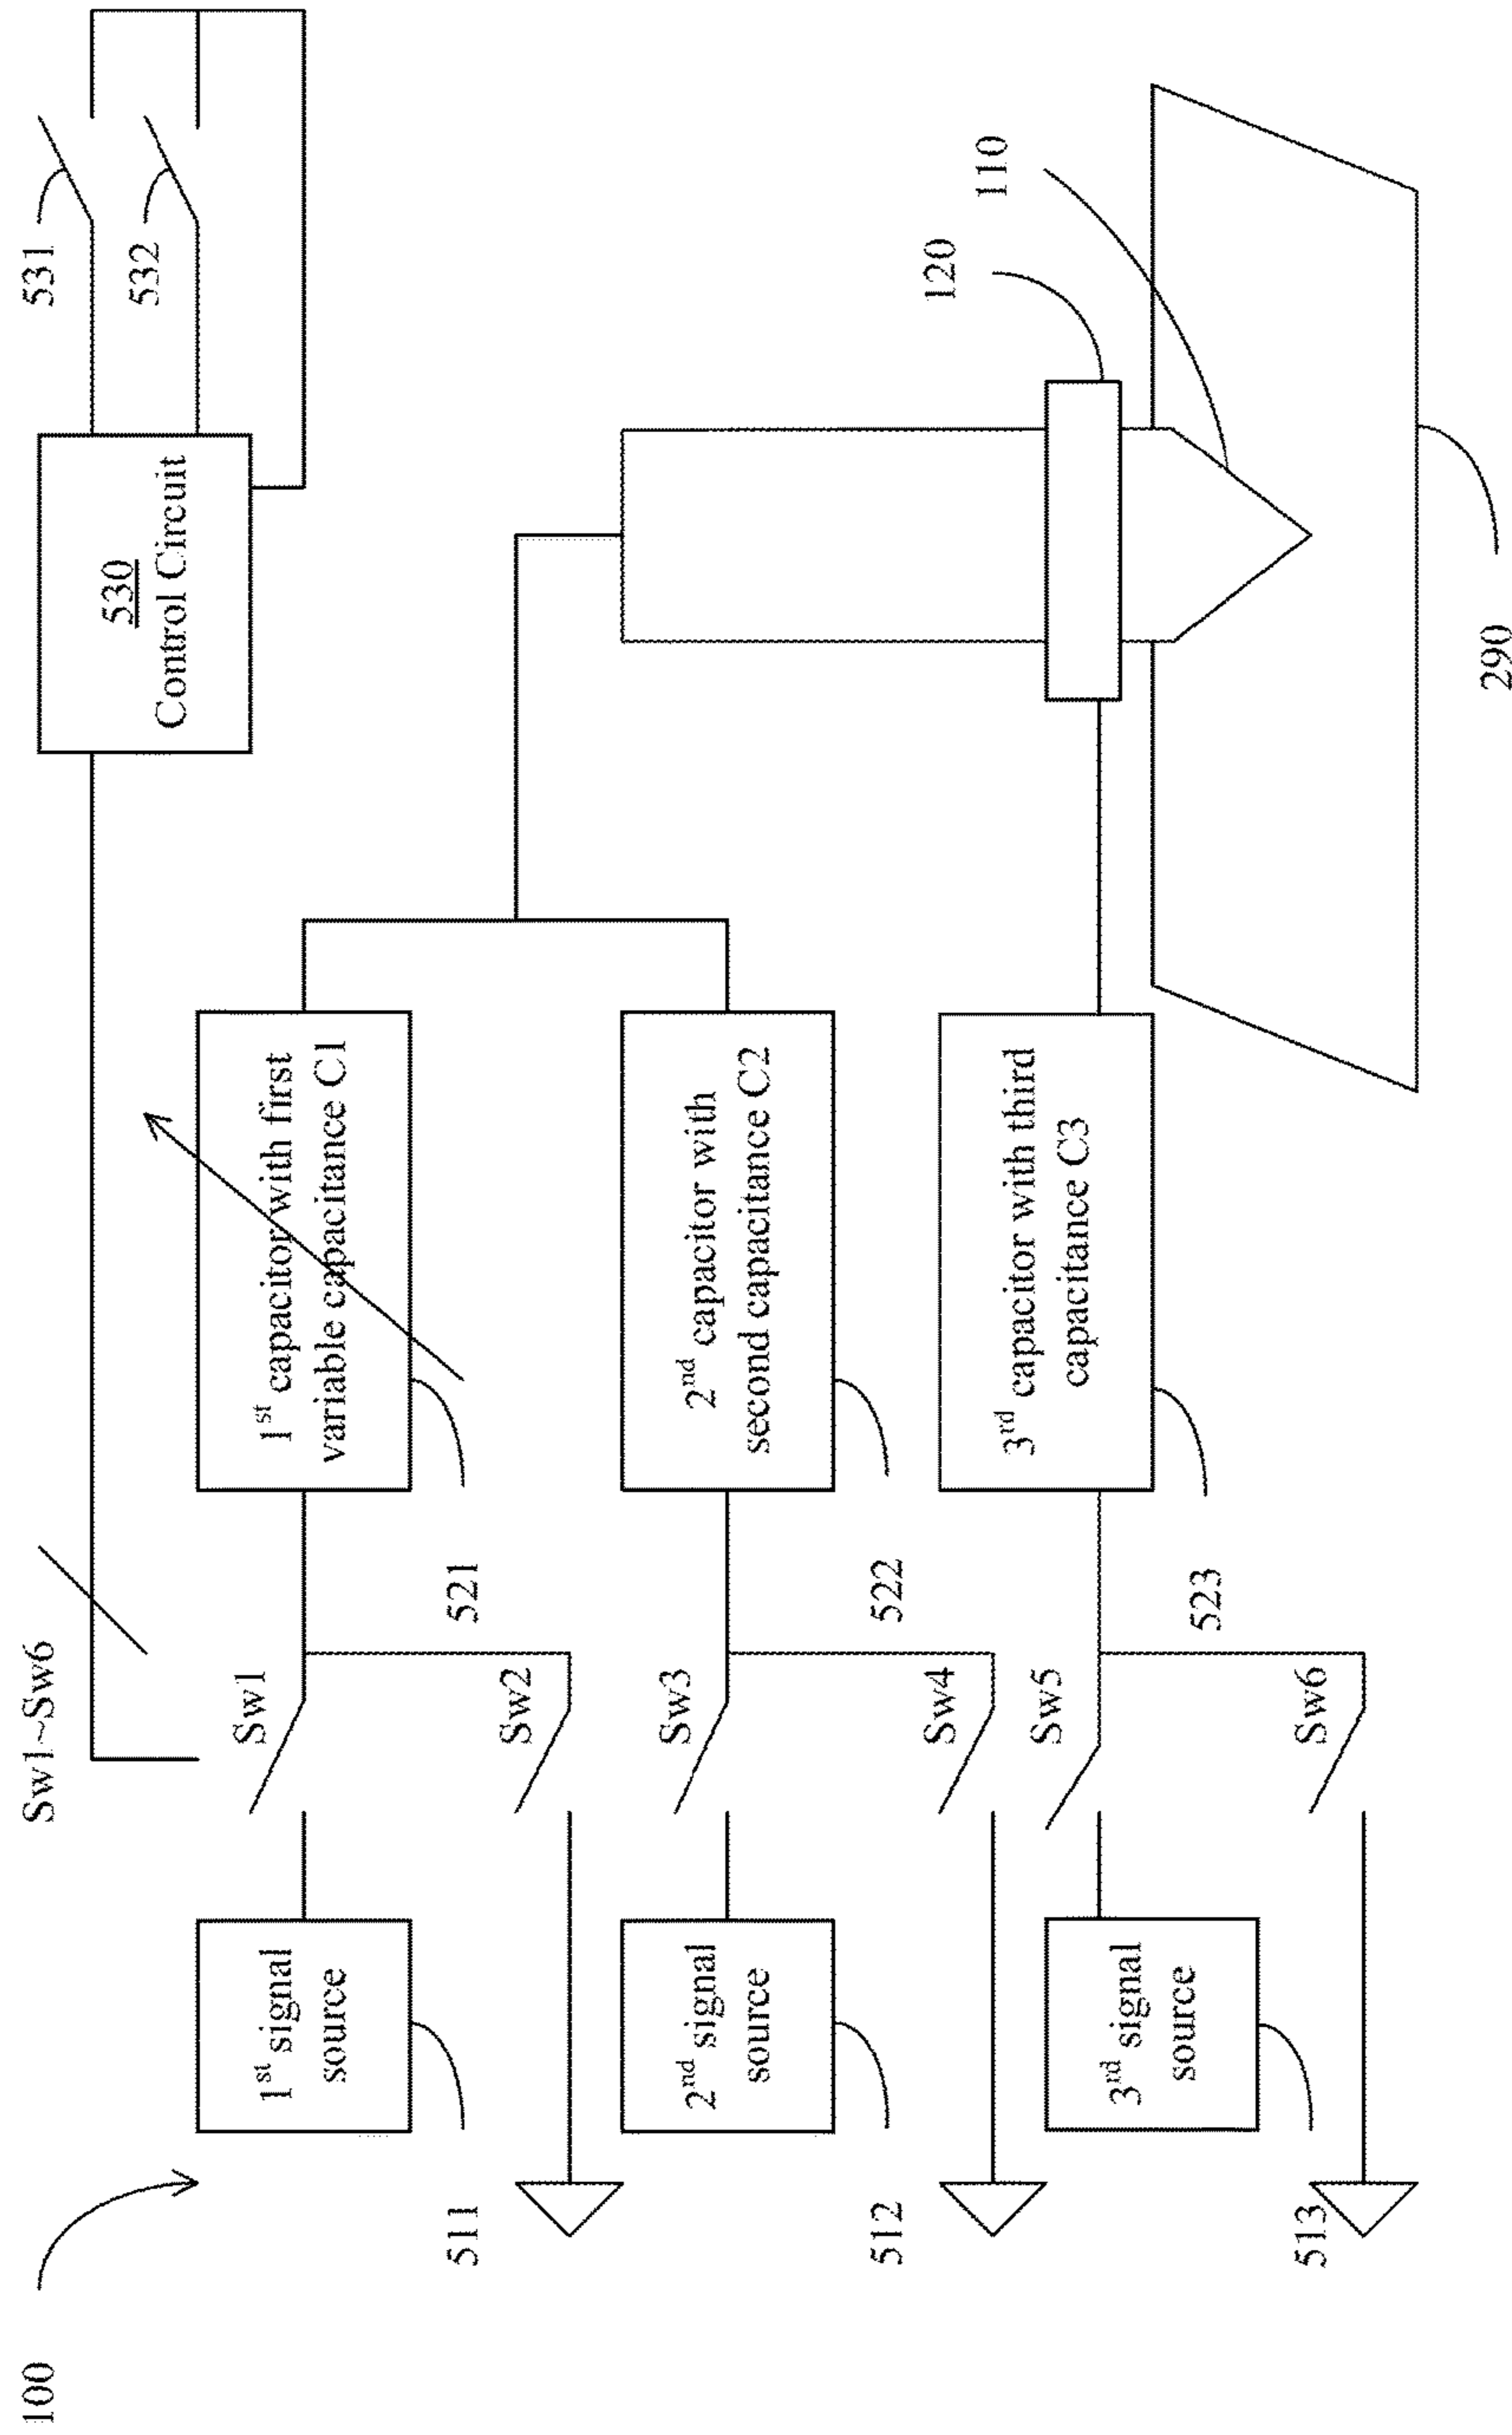 100
Sw1~Sw6
530
Control Circuit
531
532
1st signal
source
511
Sw1
Sw2
521
1st capacitor with first
variable capacitance C1
2nd signal
source
512
Sw3
Sw4
522
2nd capacitor with
second capacitance C2
3rd signal
source
513
Sw5
Sw6
523
3rd capacitor with third
capacitance C3
120
110
290